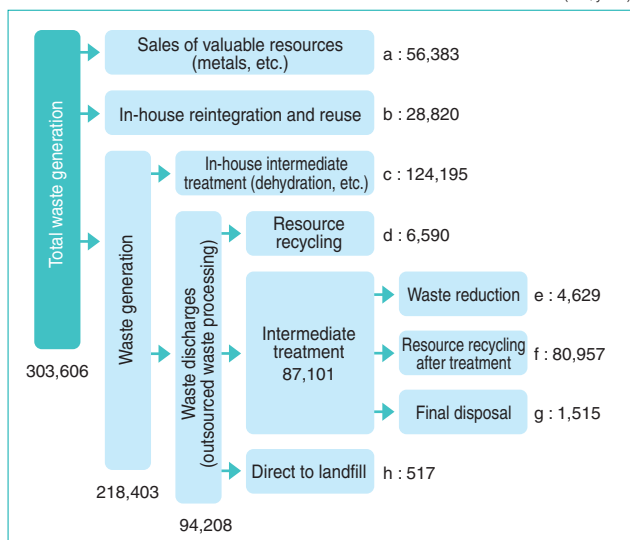 Total waste generation
303,606
Sales of valuable resources
(metals, etc.)
a : 56,383
In-house reintegration and reuse
b : 28,820
Waste generation
218,403
In-house intermediate
treatment (dehydration, etc.)
c : 124,195
Waste discharges
(outsourced waste processing)
94,208
Resource
recycling
d : 6,590
Intermediate
treatment
87,101
Waste reduction
e : 4,629
Resource recycling
after treatment
f : 80,957
Final disposal
g : 1,515
Direct to landfill
h : 517